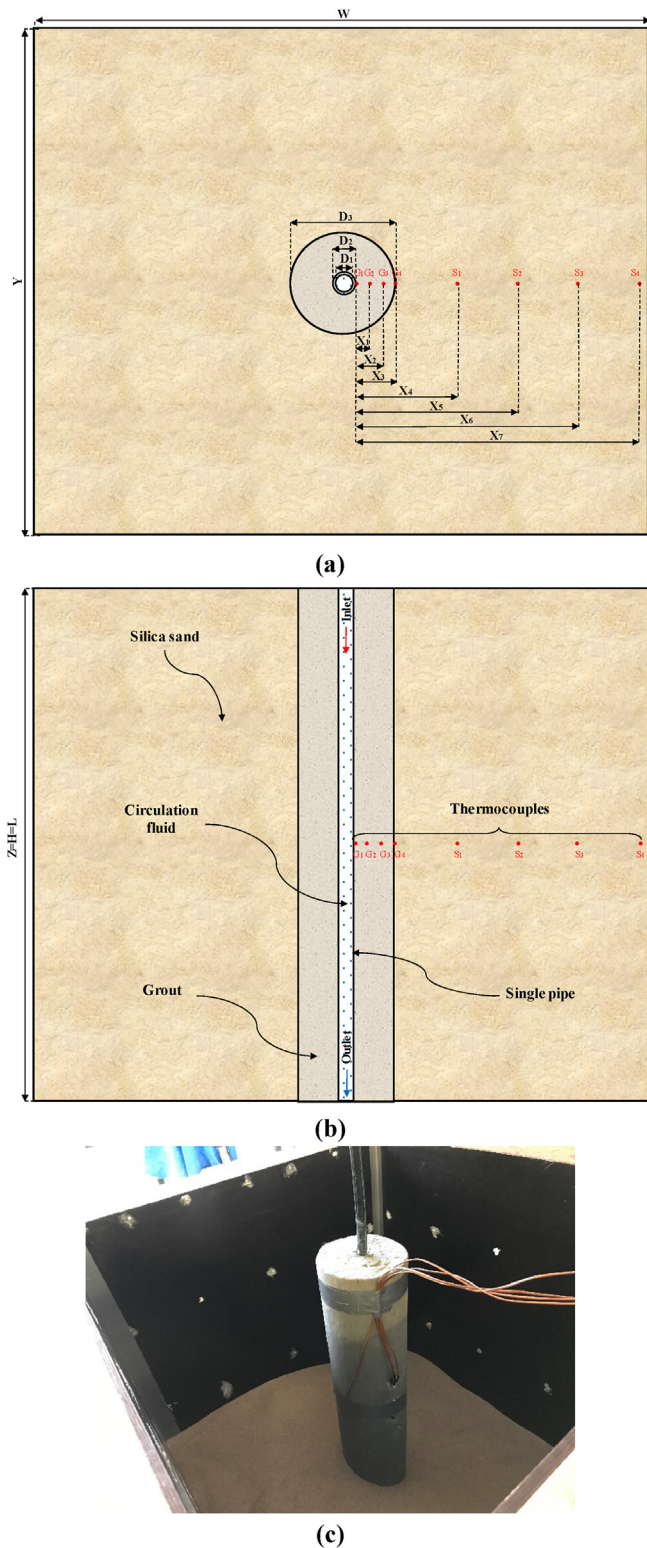 W
Y
D3
D2
D1
G1 G2 G3 G4 S1 S2 S3 S4
X1
X2
X3
X4
X5
X6
X7
(a)
Inlet
Silica sand
Z=H=L
Circulation
fluid
Thermocouples
G1 G2 G3 G4 S1 S2 S3 S4
Grout
Single pipe
Outlet
(b)
(c)